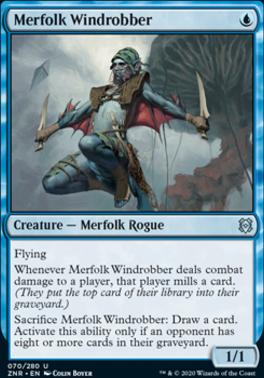 Merfolk Windrobber
Creature — Merfolk Rogue
Flying
Whenever Merfolk Windrobber deals combat
damage to a player, that player mills a card.
(They put the top card of their library into their
graveyard.)
Sacrifice Merfolk Windrobber: Draw a card.
Activate this ability only if an opponent has
eight or more cards in their graveyard.
1/1
070/280 U
ZNR • EN Colin Boyer
™ & © 2020 Wizards of the Coast